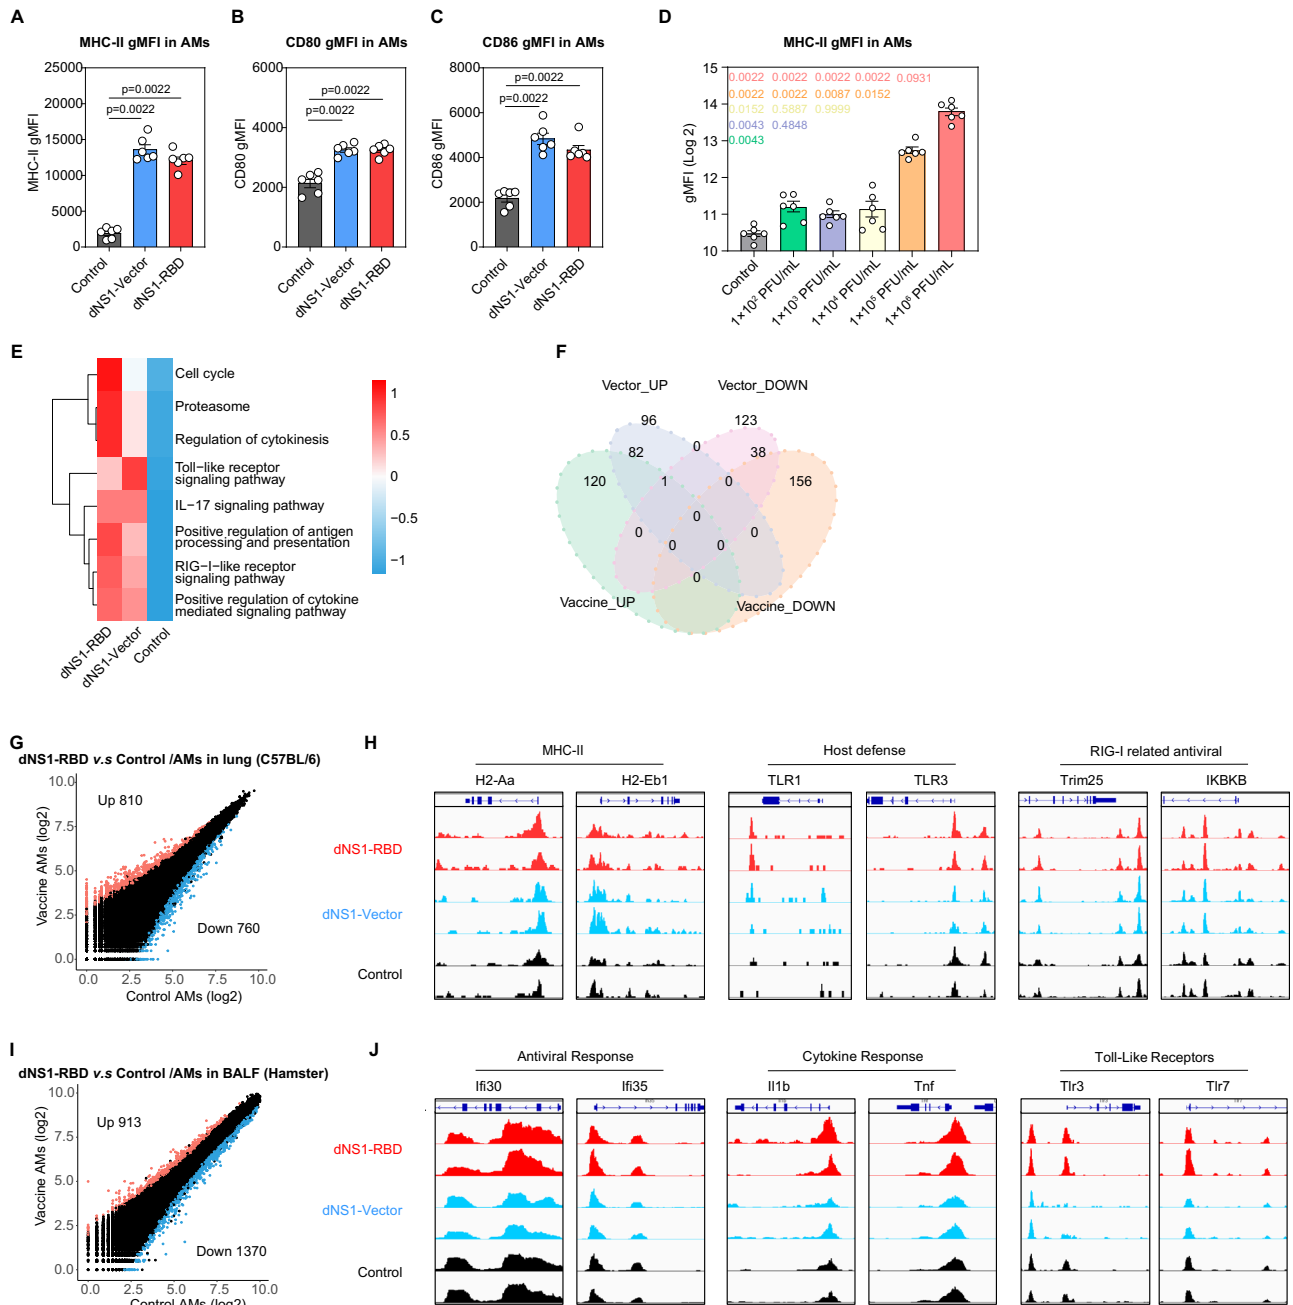 A
MHC-II gMFI in AMs
MHC-II gMFI
25000
20000
15000
10000
5000
0
p=0.0022
p=0.0022
Control
dNS1-Vector
dNS1-RBD
B
CD80 gMFI in AMs
CD80 gMFI
6000
4000
2000
0
p=0.0022
p=0.0022
Control
dNS1-Vector
dNS1-RBD
C
CD86 gMFI in AMs
CD86 gMFI
8000
6000
4000
2000
0
p=0.0022
p=0.0022
Control
dNS1-Vector
dNS1-RBD
D
MHC-II gMFI in AMs
gMFI (Log 2)
15
14
13
12
11
10
0.0022 0.0022 0.0022 0.0022 0.0931
0.0022 0.0022 0.0087 0.0152
0.0152 0.5887 0.9999
0.0043 0.4848
0.0043
Control
1×10² PFU/mL
1×10³ PFU/mL
1×10⁴ PFU/mL
1×10⁵ PFU/mL
1×10⁶ PFU/mL
E
Cell cycle
Proteasome
Regulation of cytokinesis
Toll−like receptor
signaling pathway
IL−17 signaling pathway
Positive regulation of antigen
processing and presentation
RIG−I−like receptor
signaling pathway
Positive regulation of cytokine
mediated signaling pathway
dNS1-RBD
dNS1-Vector
Control
1
0.5
0
−0.5
−1
F
Vector_UP
Vector_DOWN
96
123
0
82
38
120
1
0
156
0
0
0
0
0
0
Vaccine_UP
Vaccine_DOWN
G
dNS1-RBD v.s Control /AMs in lung (C57BL/6)
Vaccine AMs (log2)
10.0
7.5
5.0
2.5
0.0
Up 810
Down 760
0.0 2.5 5.0 7.5 10.0
Control AMs (log2)
H
MHC-II
Host defense
RIG-I related antiviral
H2-Aa
H2-Eb1
TLR1
TLR3
Trim25
IKBKB
dNS1-RBD
dNS1-Vector
Control
I
dNS1-RBD v.s Control /AMs in BALF (Hamster)
Vaccine AMs (log2)
10.0
7.5
5.0
2.5
0.0
Up 913
Down 1370
0.0 2.5 5.0 7.5 10.0
Control AMs (log2)
J
Antiviral Response
Cytokine Response
Toll-Like Receptors
Ifi30
Ifi35
Il1b
Tnf
Tlr3
Tlr7
dNS1-RBD
dNS1-Vector
Control